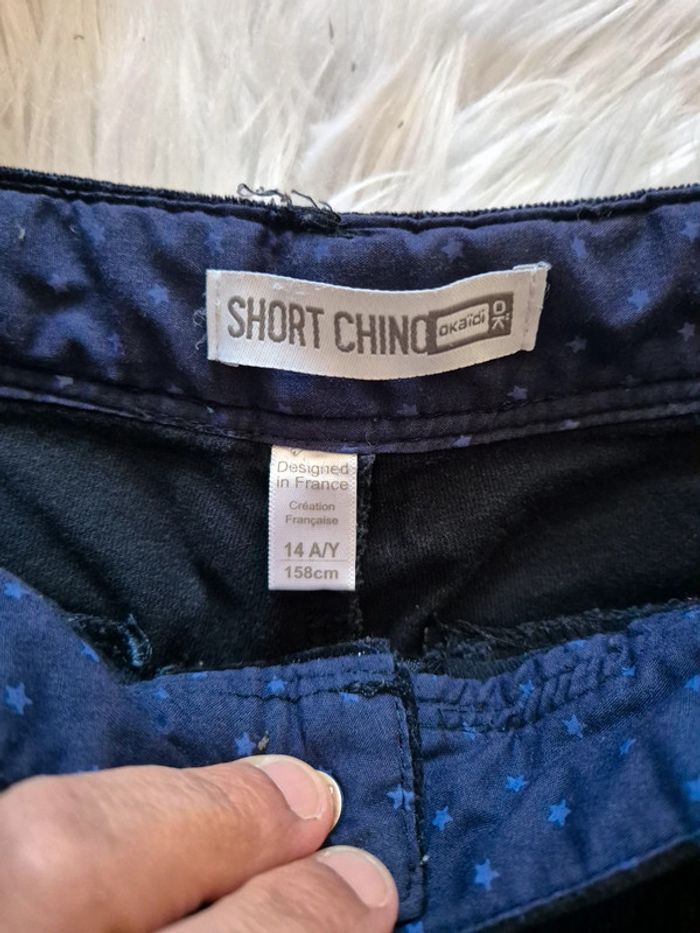 SHORT CHINO okaïdi OK
Designed
in France
Création
Française
14 A/Y
158cm